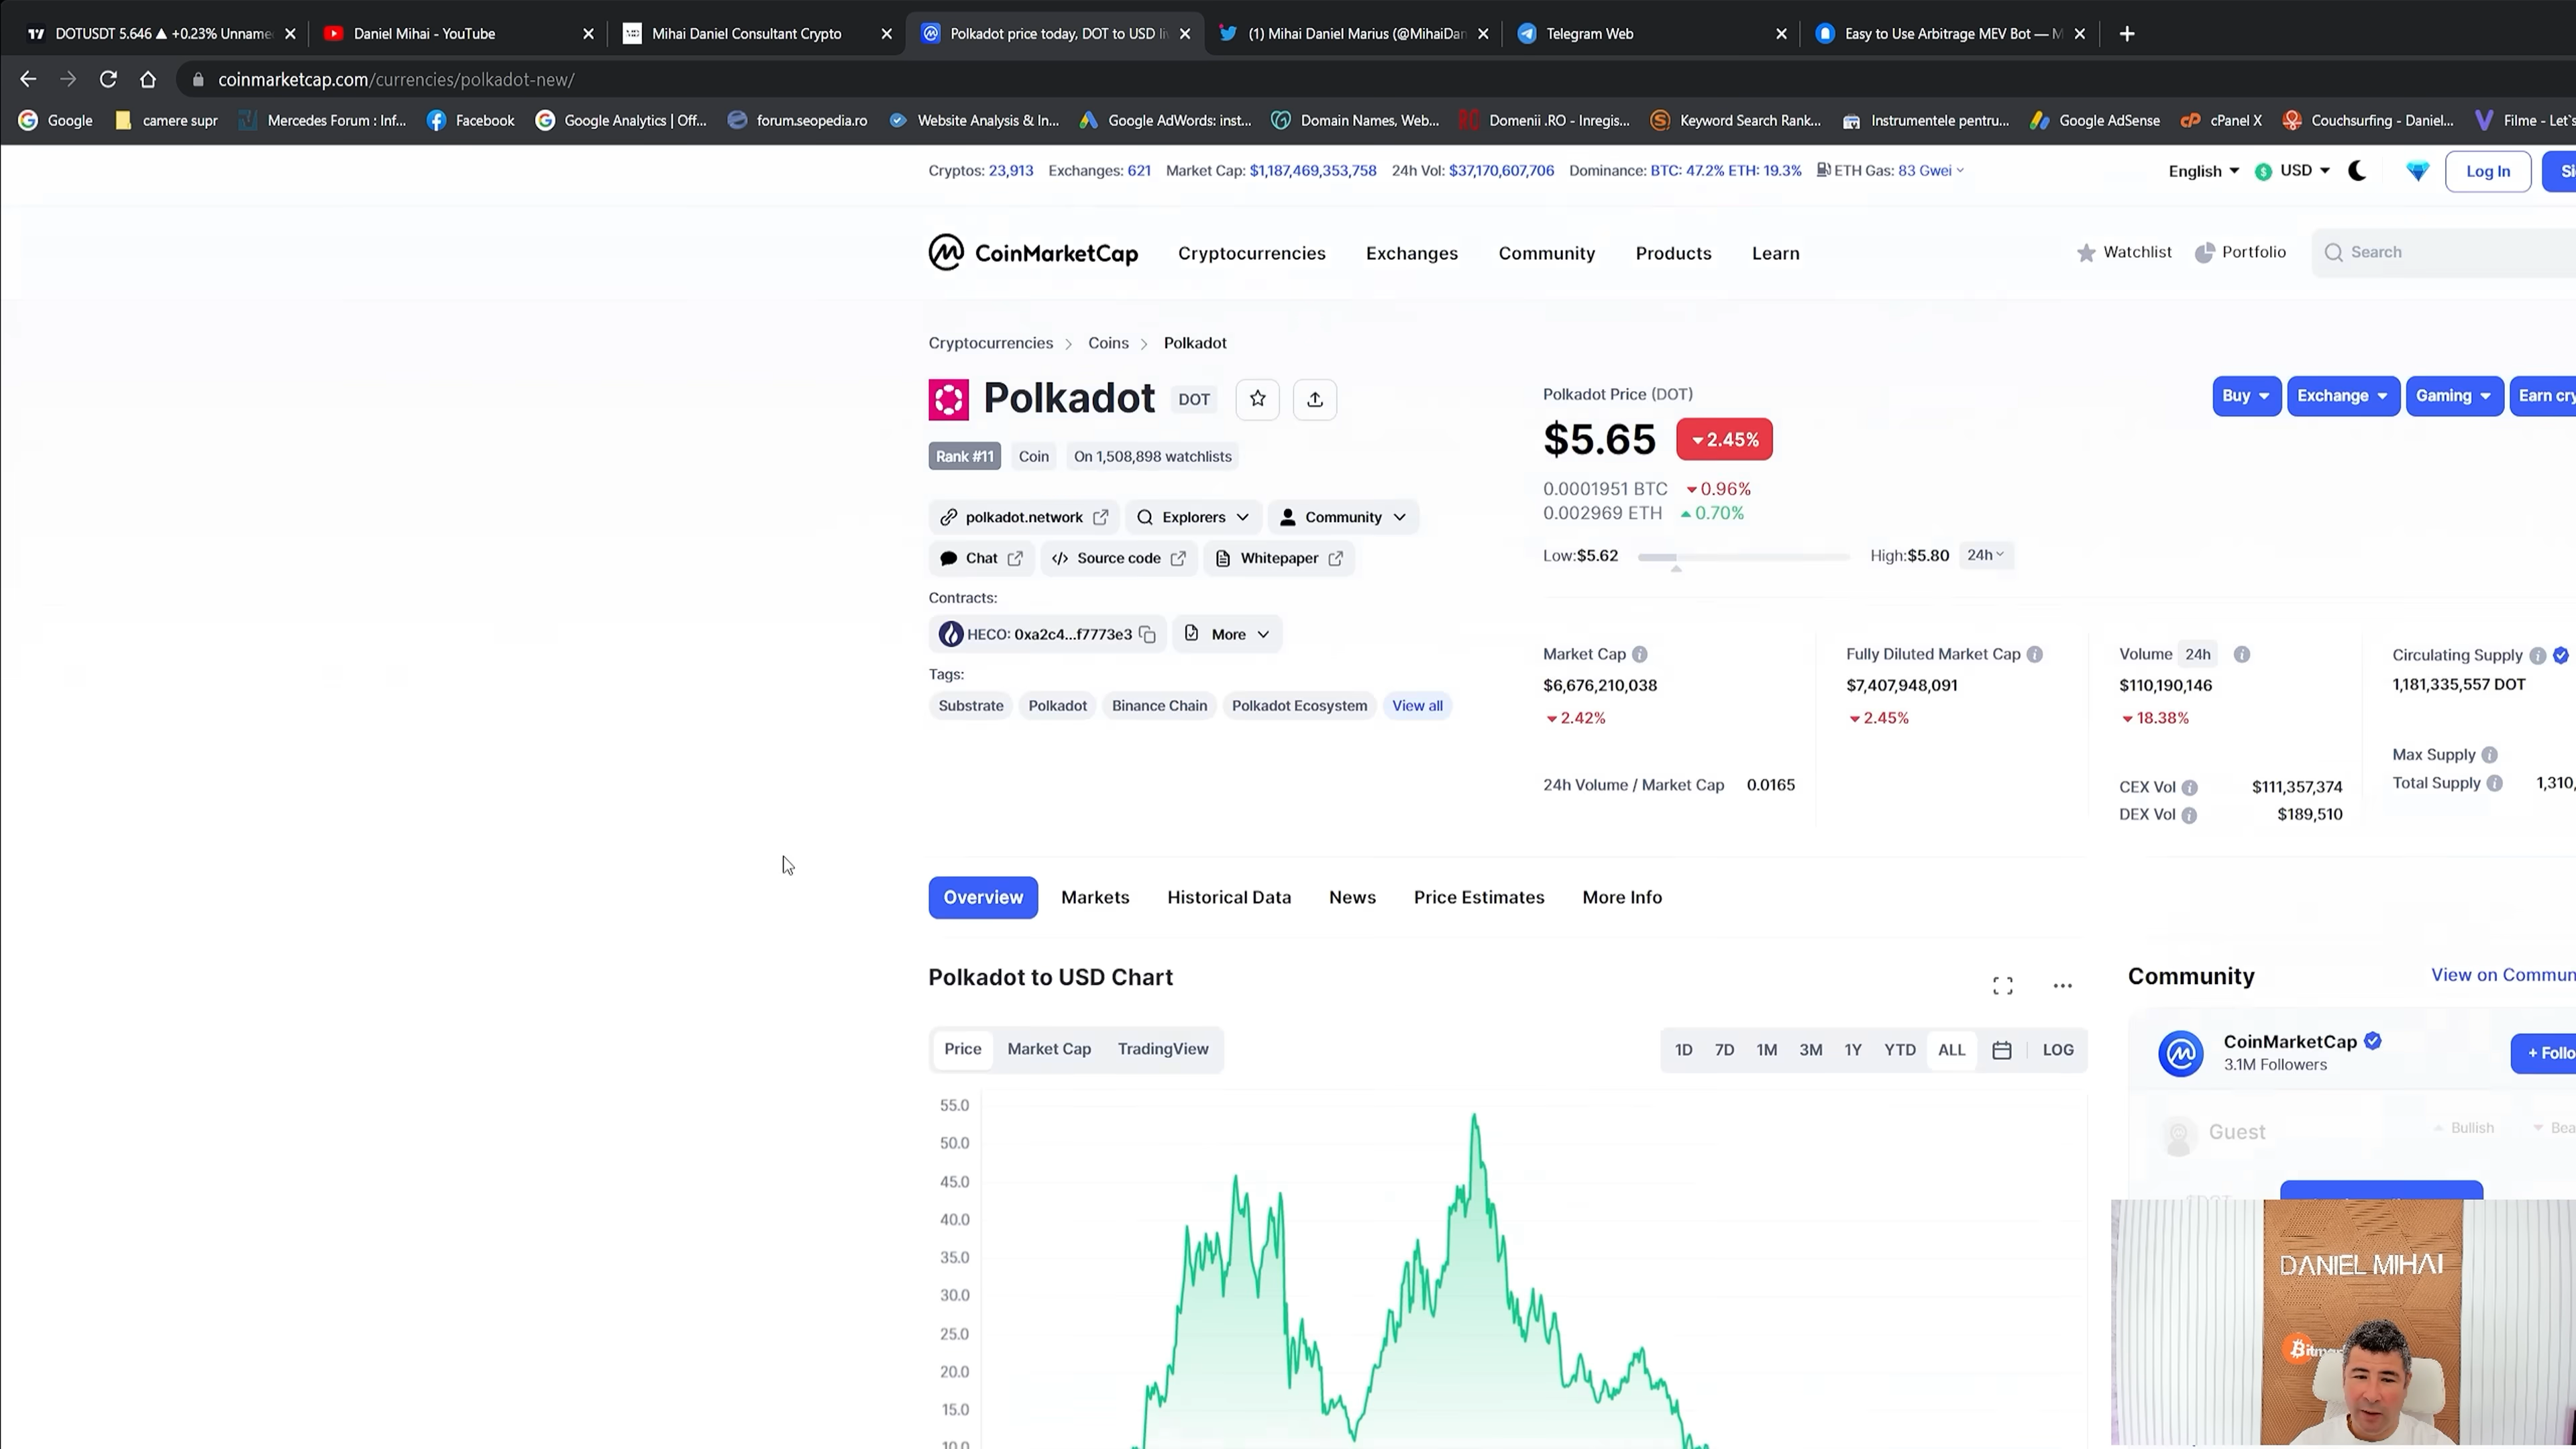 DOTUSDT 5.646 ▲ +0.23% Unname
Daniel Mihai - YouTube
Mihai Daniel Consultant Crypto
Polkadot price today, DOT to USD li
(1) Mihai Daniel Marius (@MihaiDan
Telegram Web
Easy to Use Arbitrage MEV Bot — M
coinmarketcap.com/currencies/polkadot-new/
Google
camere supr
Mercedes Forum : Inf...
Facebook
Google Analytics | Off...
forum.seopedia.ro
Website Analysis & In...
Google AdWords: inst...
Domain Names, Web...
Domenii .RO - Inregis...
Keyword Search Rank...
Instrumentele pentru...
Google AdSense
cPanel X
Couchsurfing - Daniel...
Filme - Let's
Cryptos: 23,913 Exchanges: 621 Market Cap: $1,187,469,353,758 24h Vol: $37,170,607,706 Dominance: BTC: 47.2% ETH: 19.3% ETH Gas: 83 Gwei
English USD Log In Si
CoinMarketCap Cryptocurrencies Exchanges Community Products Learn
Watchlist Portfolio Search
Cryptocurrencies > Coins > Polkadot
Polkadot DOT
Rank #11 Coin On 1,508,898 watchlists
polkadot.network Explorers Community
Chat Source code Whitepaper
Contracts:
HECO: 0xa2c4...f7773e3 More
Tags:
Substrate Polkadot Binance Chain Polkadot Ecosystem View all
Polkadot Price (DOT)
$5.65 2.45%
0.0001951 BTC 0.96%
0.002969 ETH 0.70%
Low:$5.62 High:$5.80 24h
Buy Exchange Gaming Earn cry
Market Cap
$6,676,210,038
2.42%
24h Volume / Market Cap 0.0165
Fully Diluted Market Cap
$7,407,948,091
2.45%
Volume 24h
$110,190,146
18.38%
CEX Vol $111,357,374
DEX Vol $189,510
Circulating Supply
1,181,335,557 DOT
Max Supply
Total Supply 1,310,
Overview Markets Historical Data News Price Estimates More Info
Polkadot to USD Chart
Price Market Cap TradingView
1D 7D 1M 3M 1Y YTD ALL LOG
55.0
50.0
45.0
40.0
35.0
30.0
25.0
20.0
15.0
10.0
Community View on Commun
CoinMarketCap
3.1M Followers
+ Follo
Guest Bullish Bea
$DOT
DANIEL MIHAI